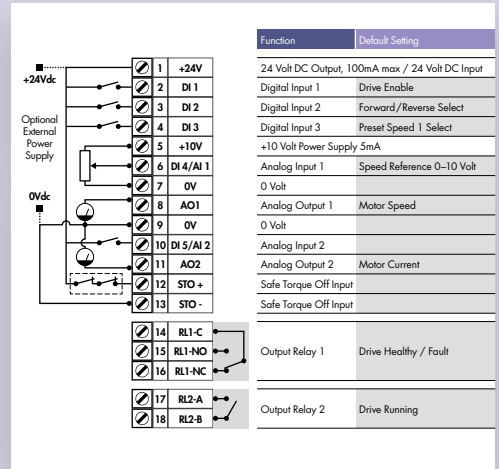 Function Default Setting
+24Vdc
Optional
External
Power
Supply
0Vdc
1 +24V 24 Volt DC Output, 100mA max / 24 Volt DC Input
2 DI 1 Digital Input 1 Drive Enable
3 DI 2 Digital Input 2 Forward/Reverse Select
4 DI 3 Digital Input 3 Preset Speed 1 Select
5 +10V +10 Volt Power Supply 5mA
6 DI 4/AI 1 Analog Input 1 Speed Reference 0–10 Volt
7 0V 0 Volt
8 AO1 Analog Output 1 Motor Speed
9 0V 0 Volt
10 DI 5/AI 2 Analog Input 2
11 AO2 Analog Output 2 Motor Current
12 STO + Safe Torque Off Input
13 STO - Safe Torque Off Input
14 RL1-C
15 RL1-NO Output Relay 1 Drive Healthy / Fault
16 RL1-NC
17 RL2-A
Output Relay 2 Drive Running
18 RL2-B